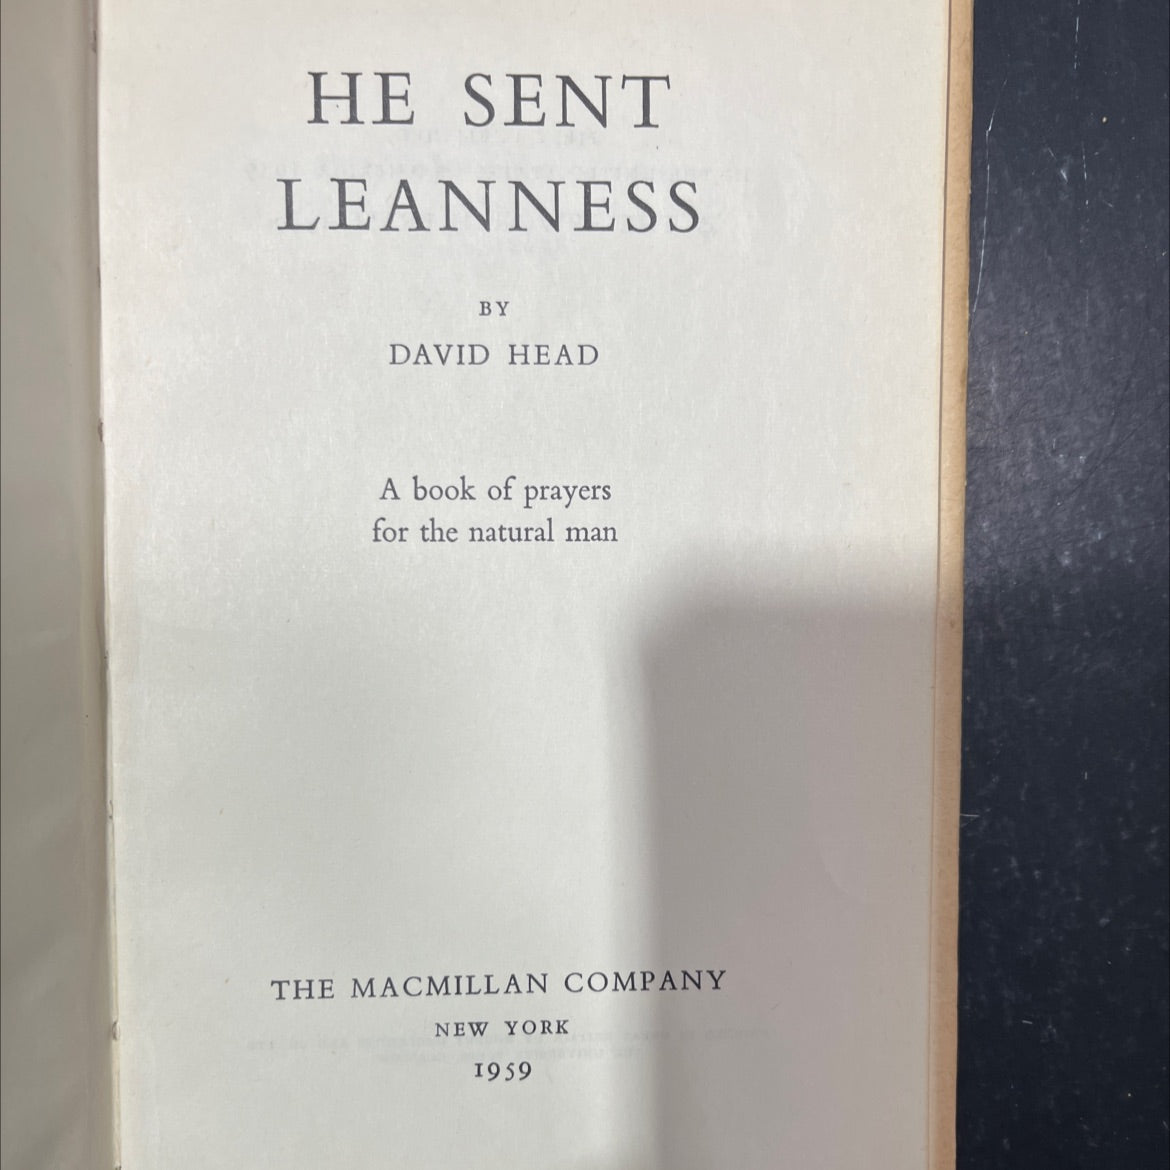 HE SENT
LEANNESS
BY
DAVID HEAD
A book of prayers
for the natural man
THE MACMILLAN COMPANY
NEW YORK
1959